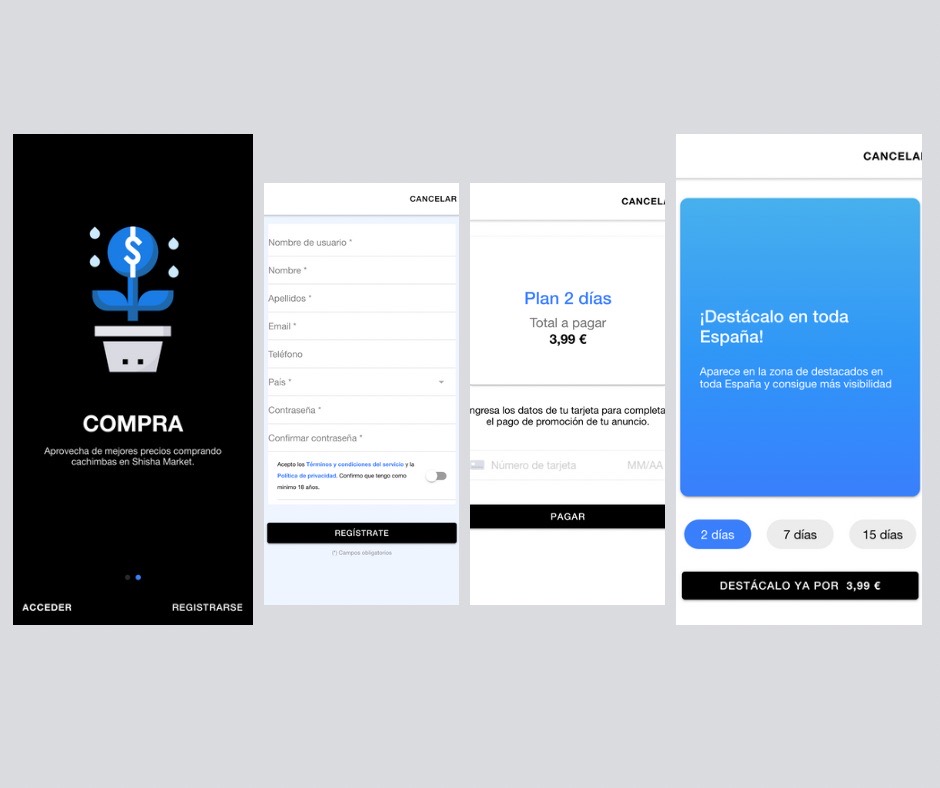 COMPRA
Aprovecha de mejores precios comprando
cachimbas en Shisha Market.
ACCEDER
REGISTRARSE
CANCELAR
Nombre de usuario *
Nombre *
Apellidos *
Email *
Teléfono
País *
Contraseña *
Confirmar contraseña *
Acepto los Términos y condiciones del servicio y la
Política de privacidad. Confirmo que tengo como
mínimo 18 años.
REGÍSTRATE
(*) Campos obligatorios
CANCELA
Plan 2 días
Total a pagar
3,99 €
ngresa los datos de tu tarjeta para completa
el pago de promoción de tu anuncio.
Número de tarjeta MM/AA
PAGAR
CANCELA
¡Destácalo en toda
España!
Aparece en la zona de destacados en
toda España y consigue más visibilidad
2 días 7 días 15 días
DESTÁCALO YA POR 3,99 €